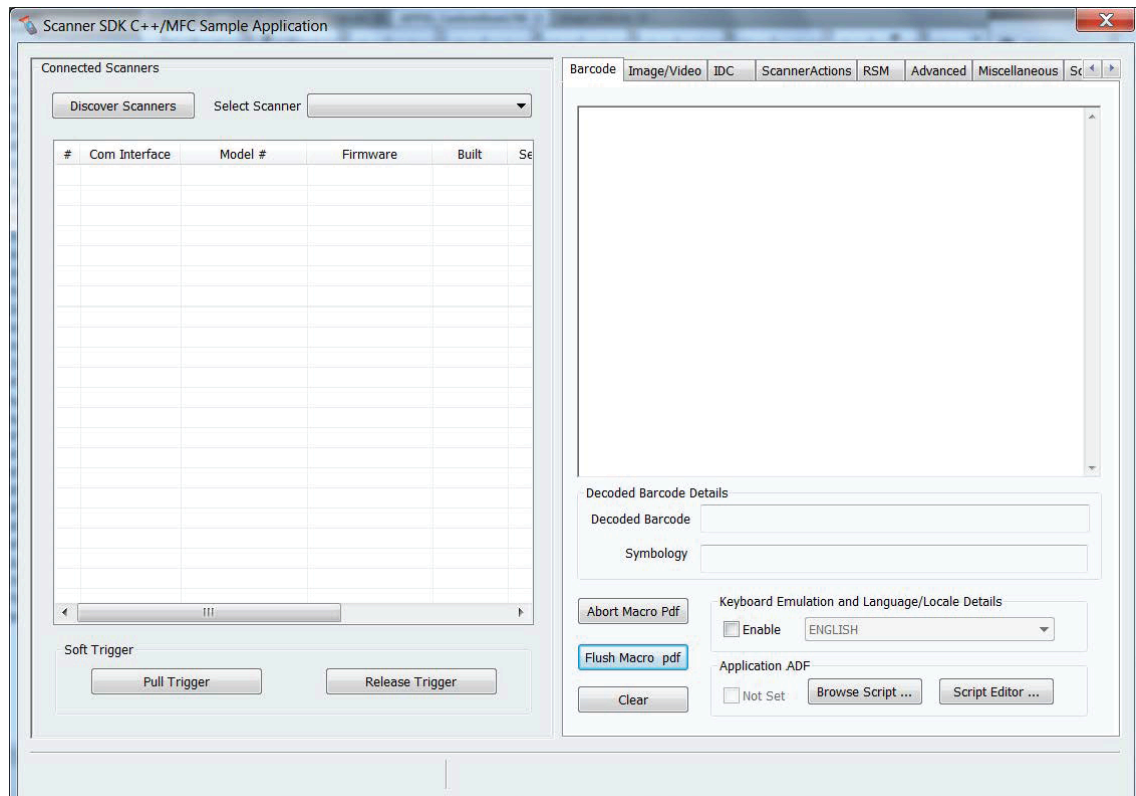 Scanner SDK C++/MFC Sample Application
Connected Scanners
Discover Scanners Select Scanner
# Com Interface Model # Firmware Built Se
Soft Trigger
Pull Trigger Release Trigger
Barcode Image/Video IDC ScannerActions RSM Advanced Miscellaneous Sc
Decoded Barcode Details
Decoded Barcode
Symbology
Abort Macro Pdf
Flush Macro pdf
Clear
Keyboard Emulation and Language/Locale Details
Enable ENGLISH
Application .ADF
Not Set Browse Script ... Script Editor ...